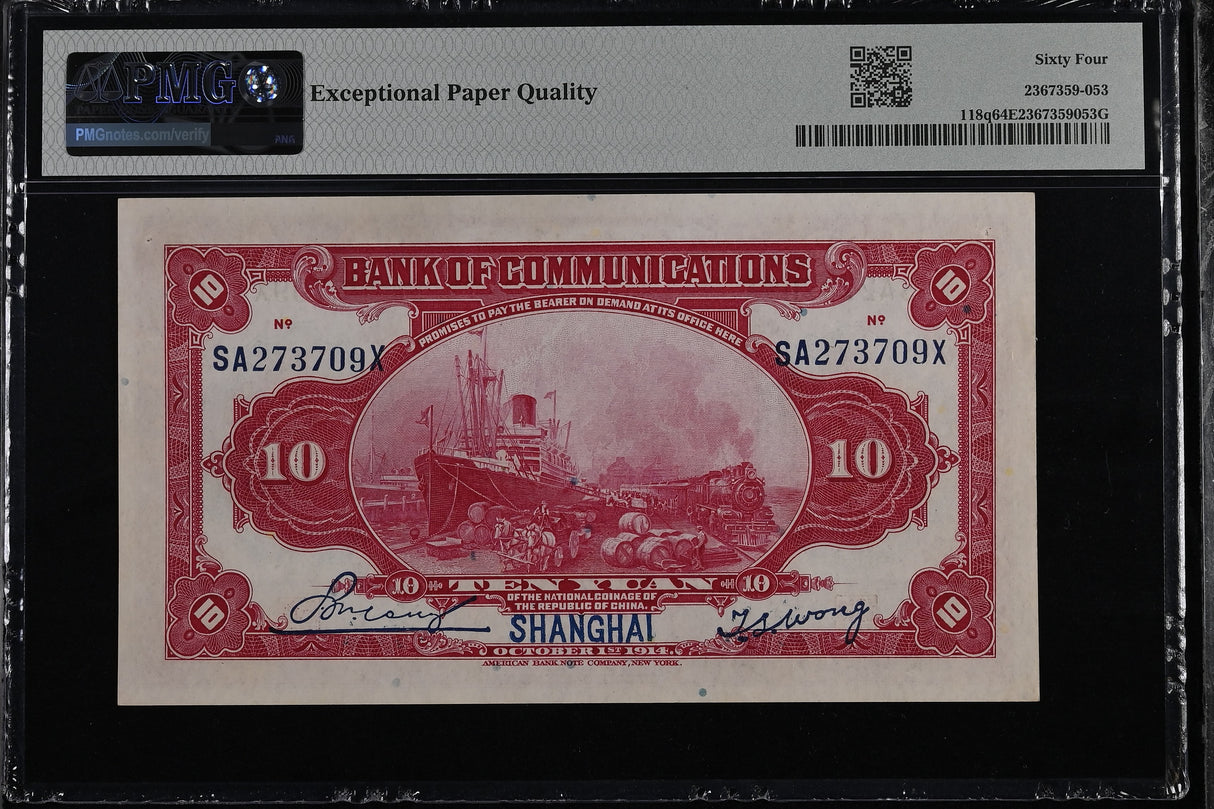 PMG
Exceptional Paper Quality
PMGnotes.com/verify
ANA
Sixty Four
2367359-053
118q64E2367359053G
10
BANK OF COMMUNICATIONS
10
PROMISES TO PAY THE BEARER ON DEMAND AT ITS OFFICE HERE
Nº
SA273709X
Nº
SA273709X
10
10
10 TEN YUAN 10
OF THE NATIONAL COINAGE OF
THE REPUBLIC OF CHINA.
SHANGHAI
T.S.Wong
10
10
OCTOBER 1ST 1914.
AMERICAN BANK NOTE COMPANY, NEW YORK.